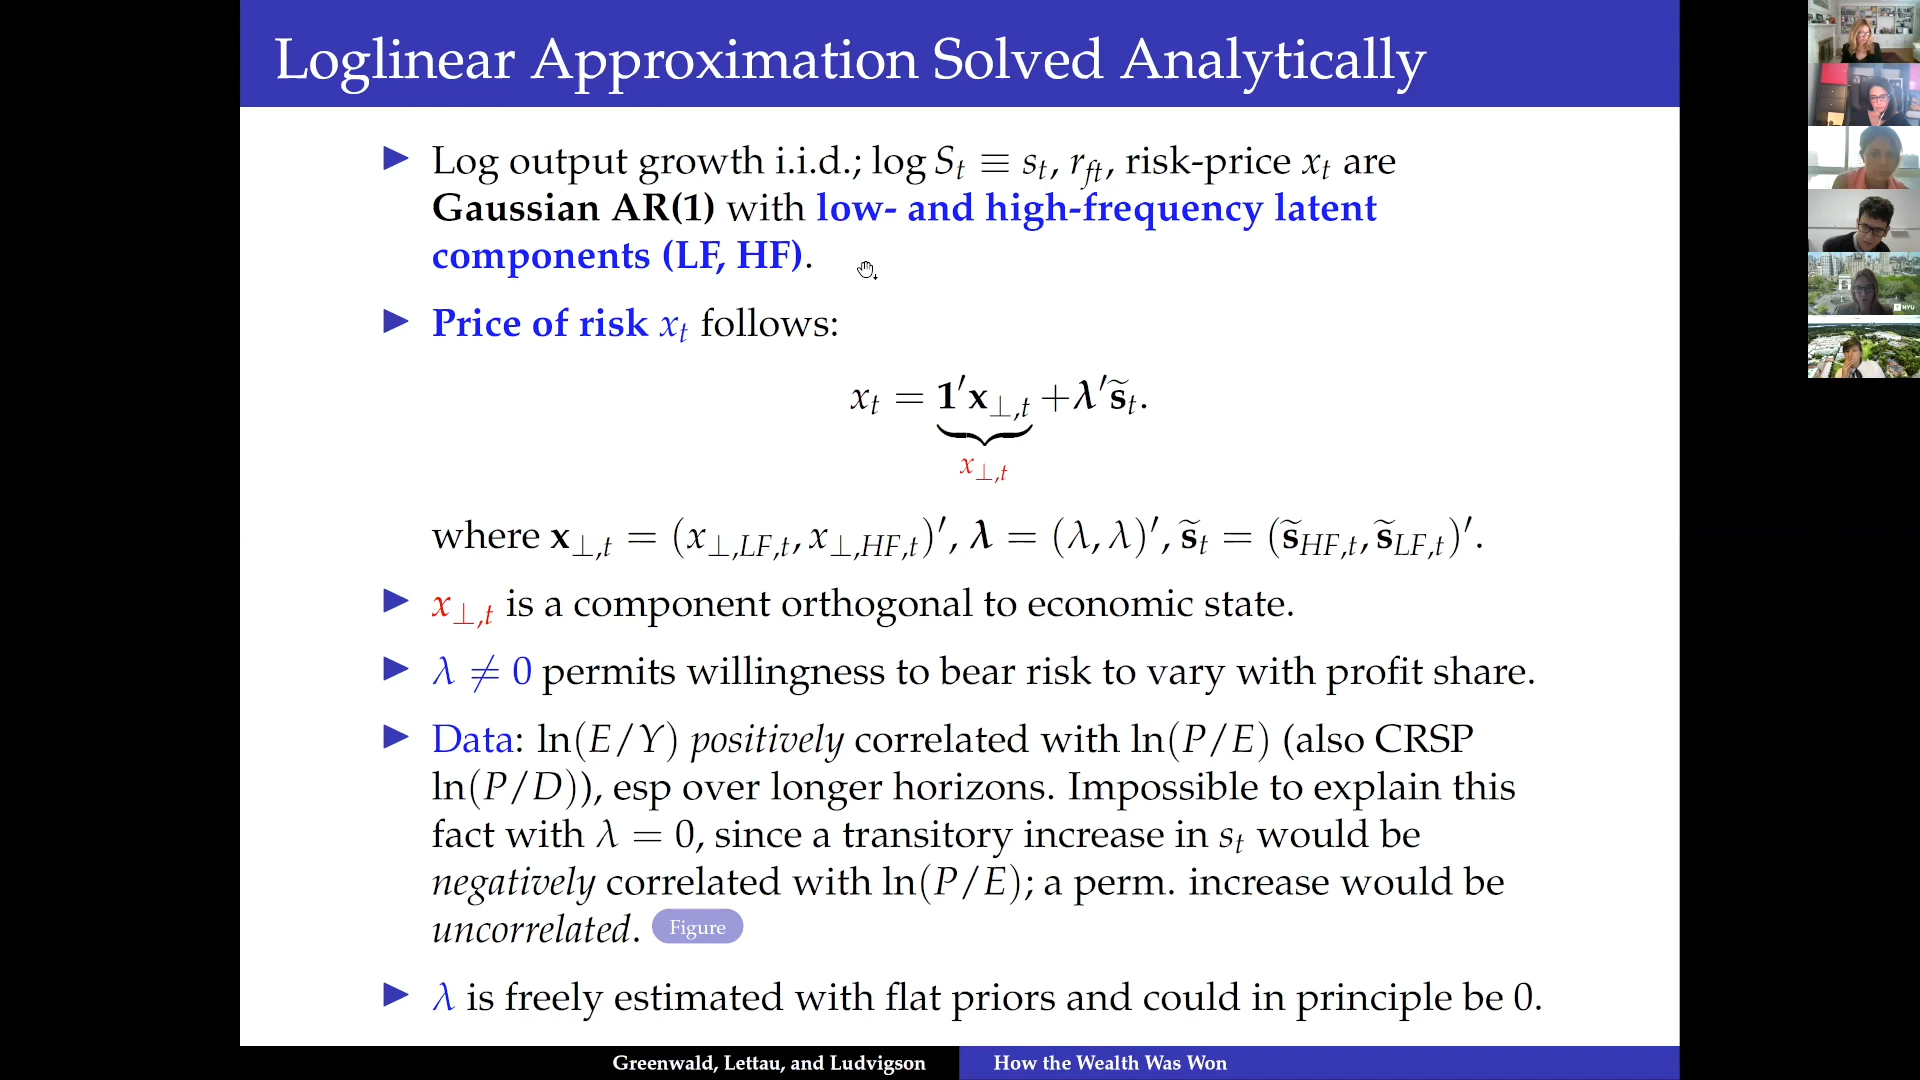 Loglinear Approximation Solved Analytically
▶ Log output growth i.i.d.; log S_t ≡ s_t, r_{ft}, risk-price x_t are
Gaussian AR(1) with low- and high-frequency latent
components (LF, HF).
▶ Price of risk x_t follows:
x_t = 1′x_{⊥,t} + λ′s̃_t.
x_{⊥,t}
where x_{⊥,t} = (x_{⊥,LF,t}, x_{⊥,HF,t})′, λ = (λ, λ)′, s̃_t = (s̃_{HF,t}, s̃_{LF,t})′.
▶ x_{⊥,t} is a component orthogonal to economic state.
▶ λ ≠ 0 permits willingness to bear risk to vary with profit share.
▶ Data: ln(E/Y) positively correlated with ln(P/E) (also CRSP
ln(P/D)), esp over longer horizons. Impossible to explain this
fact with λ = 0, since a transitory increase in s_t would be
negatively correlated with ln(P/E); a perm. increase would be
uncorrelated. Figure
▶ λ is freely estimated with flat priors and could in principle be 0.
Greenwald, Lettau, and Ludvigson How the Wealth Was Won
NYU